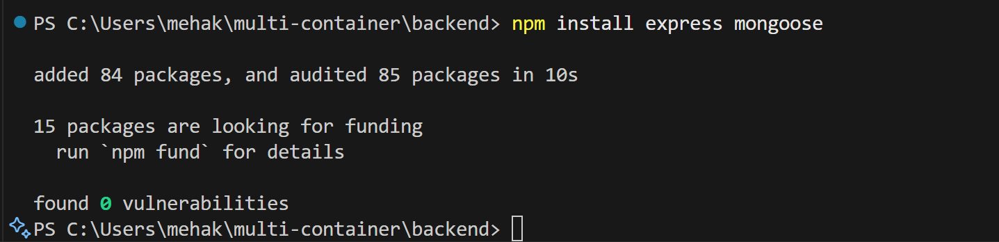 PS C:\Users\mehak\multi-container\backend> npm install express mongoose
added 84 packages, and audited 85 packages in 10s
15 packages are looking for funding
  run `npm fund` for details
found 0 vulnerabilities
PS C:\Users\mehak\multi-container\backend>